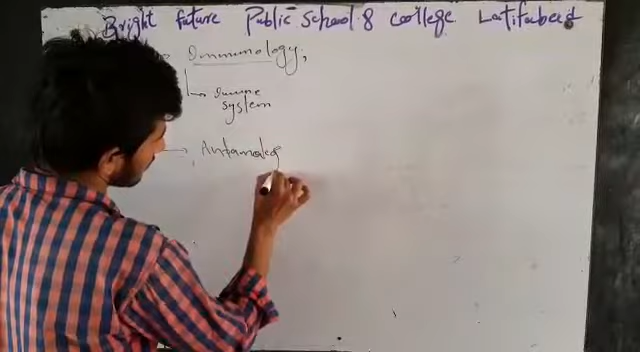 Bright future Public School & college Latifabad
Immunology,
Immune
System
Antamolog